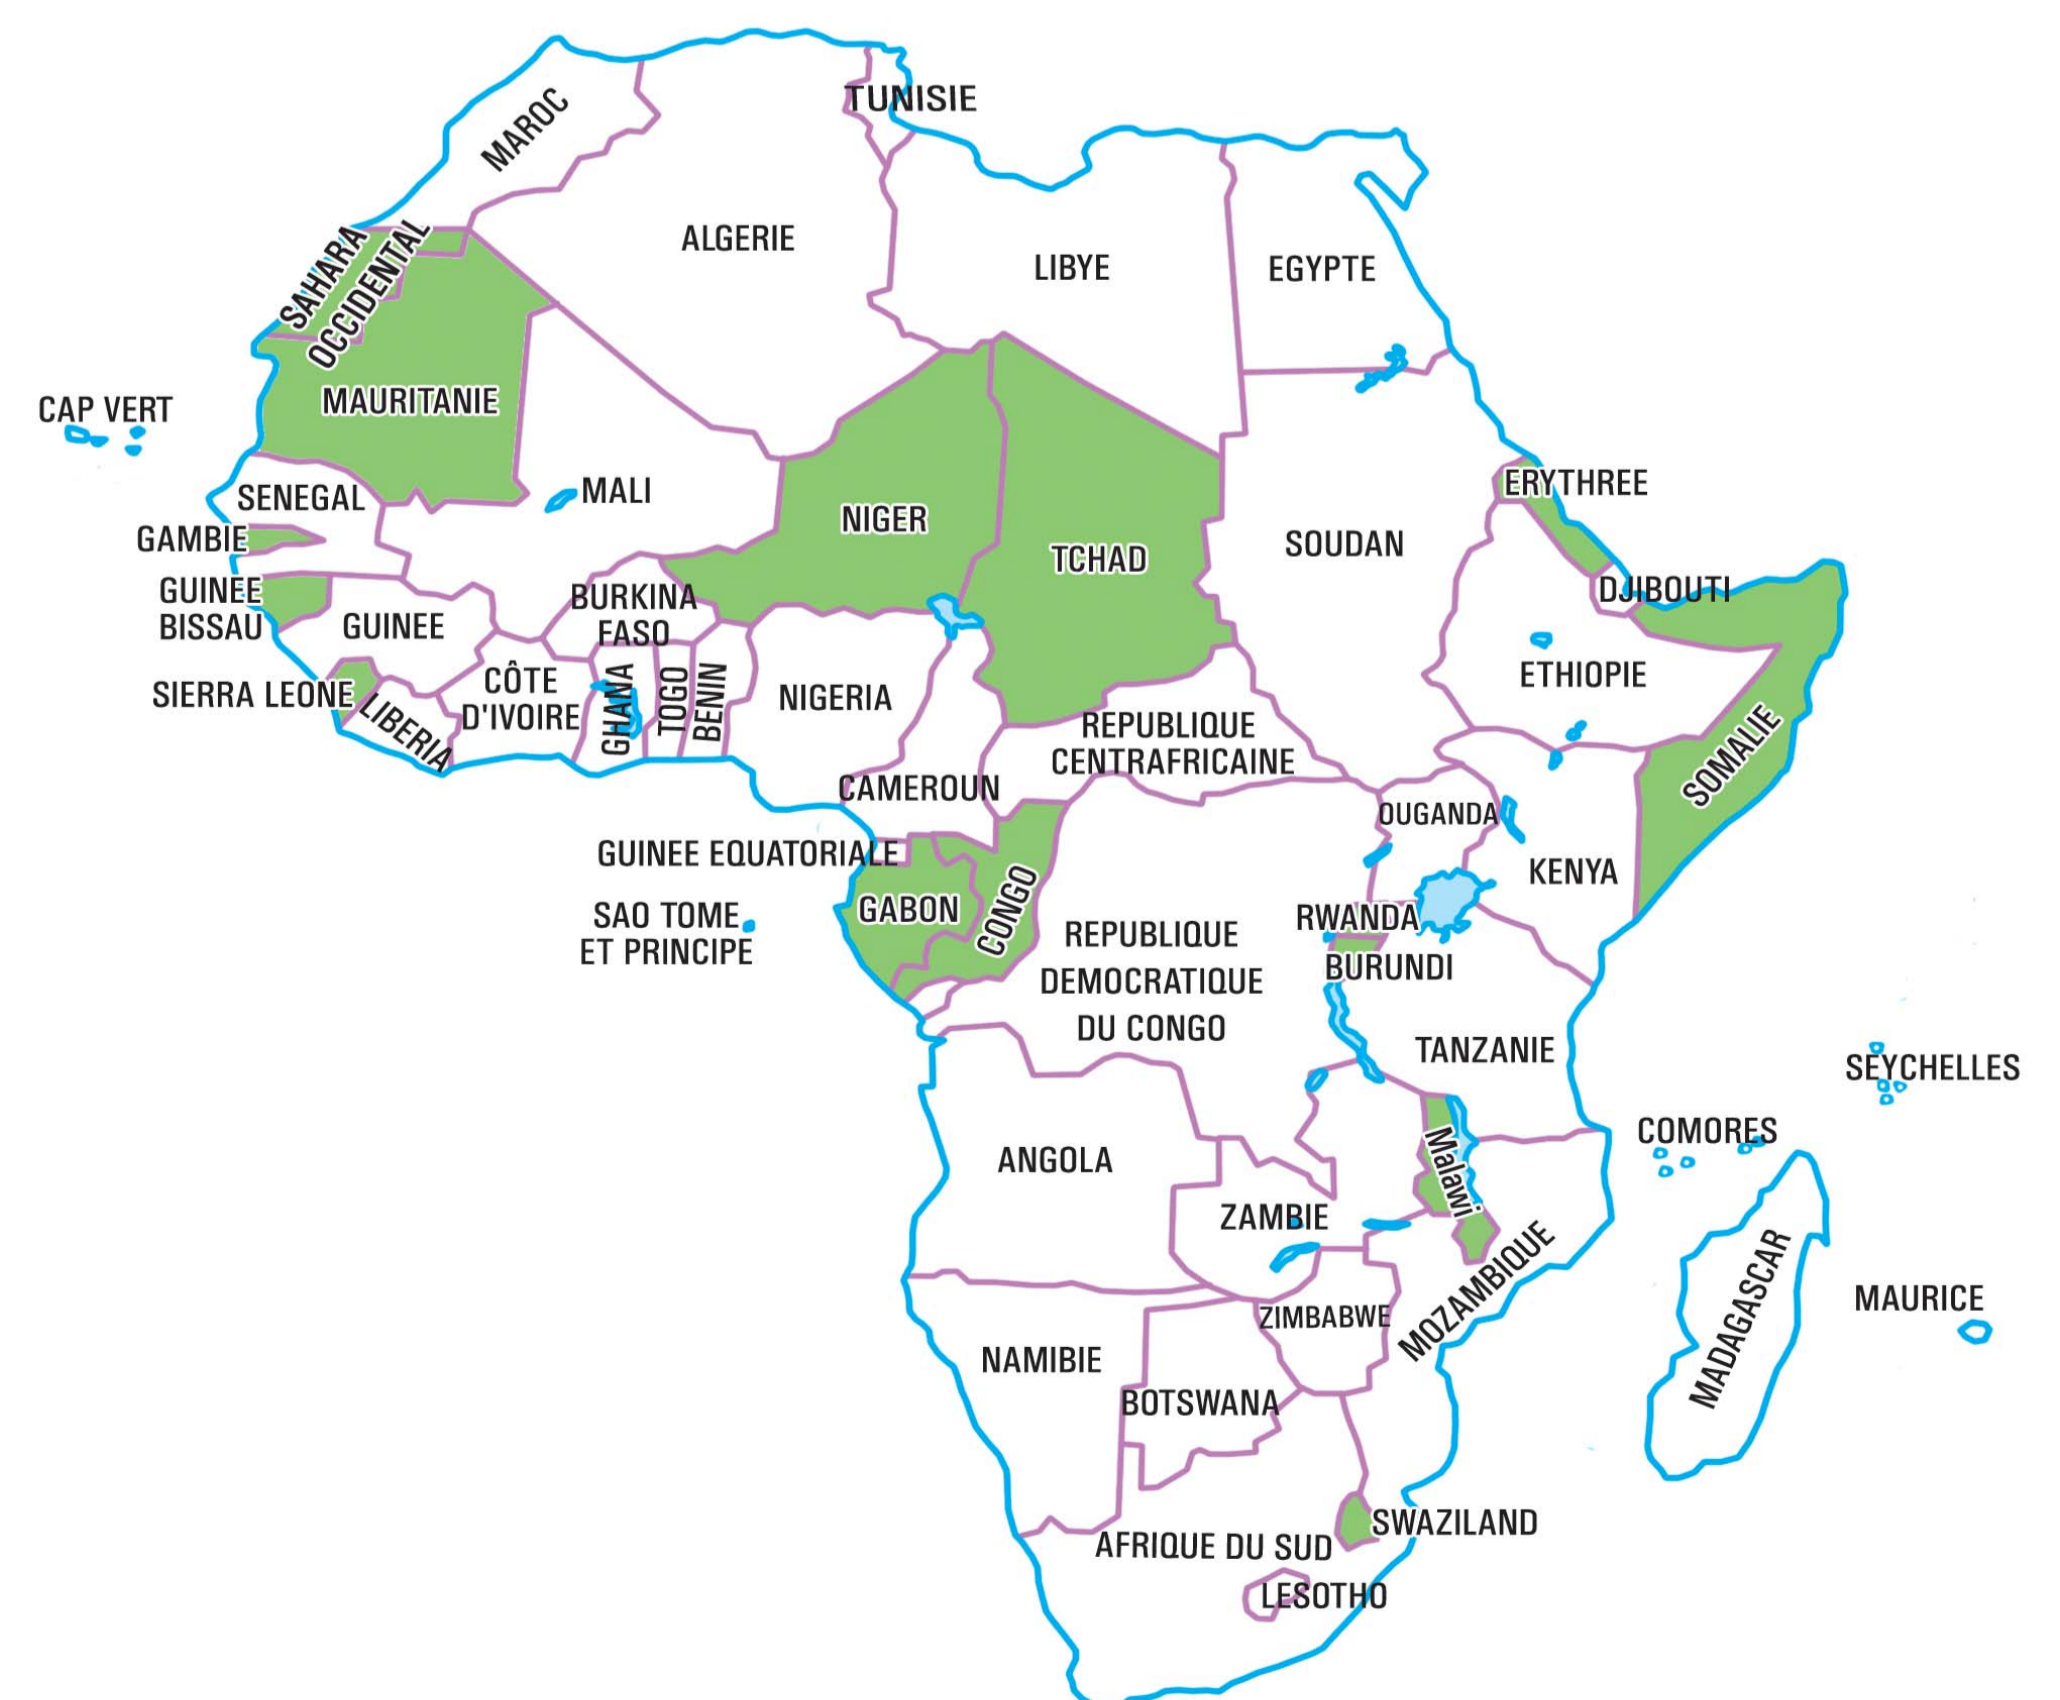 TUNISIE
MAROC
ALGERIE
LIBYE
EGYPTE
SAHARA
OCCIDENTAL
MAURITANIE
CAP VERT
MALI
SENEGAL
NIGER
TCHAD
SOUDAN
ERYTHREE
GAMBIE
GUINEE
BISSAU
GUINEE
BURKINA
FASO
DJIBOUTI
ETHIOPIE
SIERRA LEONE
LIBERIA
CÔTE
D'IVOIRE
GHANA
TOGO
BENIN
NIGERIA
REPUBLIQUE
CENTRAFRICAINE
SOMALIE
CAMEROUN
OUGANDA
KENYA
GUINEE EQUATORIALE
GABON
CONGO
SAO TOME
ET PRINCIPE
REPUBLIQUE
DEMOCRATIQUE
DU CONGO
RWANDA
BURUNDI
TANZANIE
SEYCHELLES
COMORES
ANGOLA
Malawi
ZAMBIE
MOZAMBIQUE
MADAGASCAR
MAURICE
ZIMBABWE
NAMIBIE
BOTSWANA
SWAZILAND
AFRIQUE DU SUD
LESOTHO